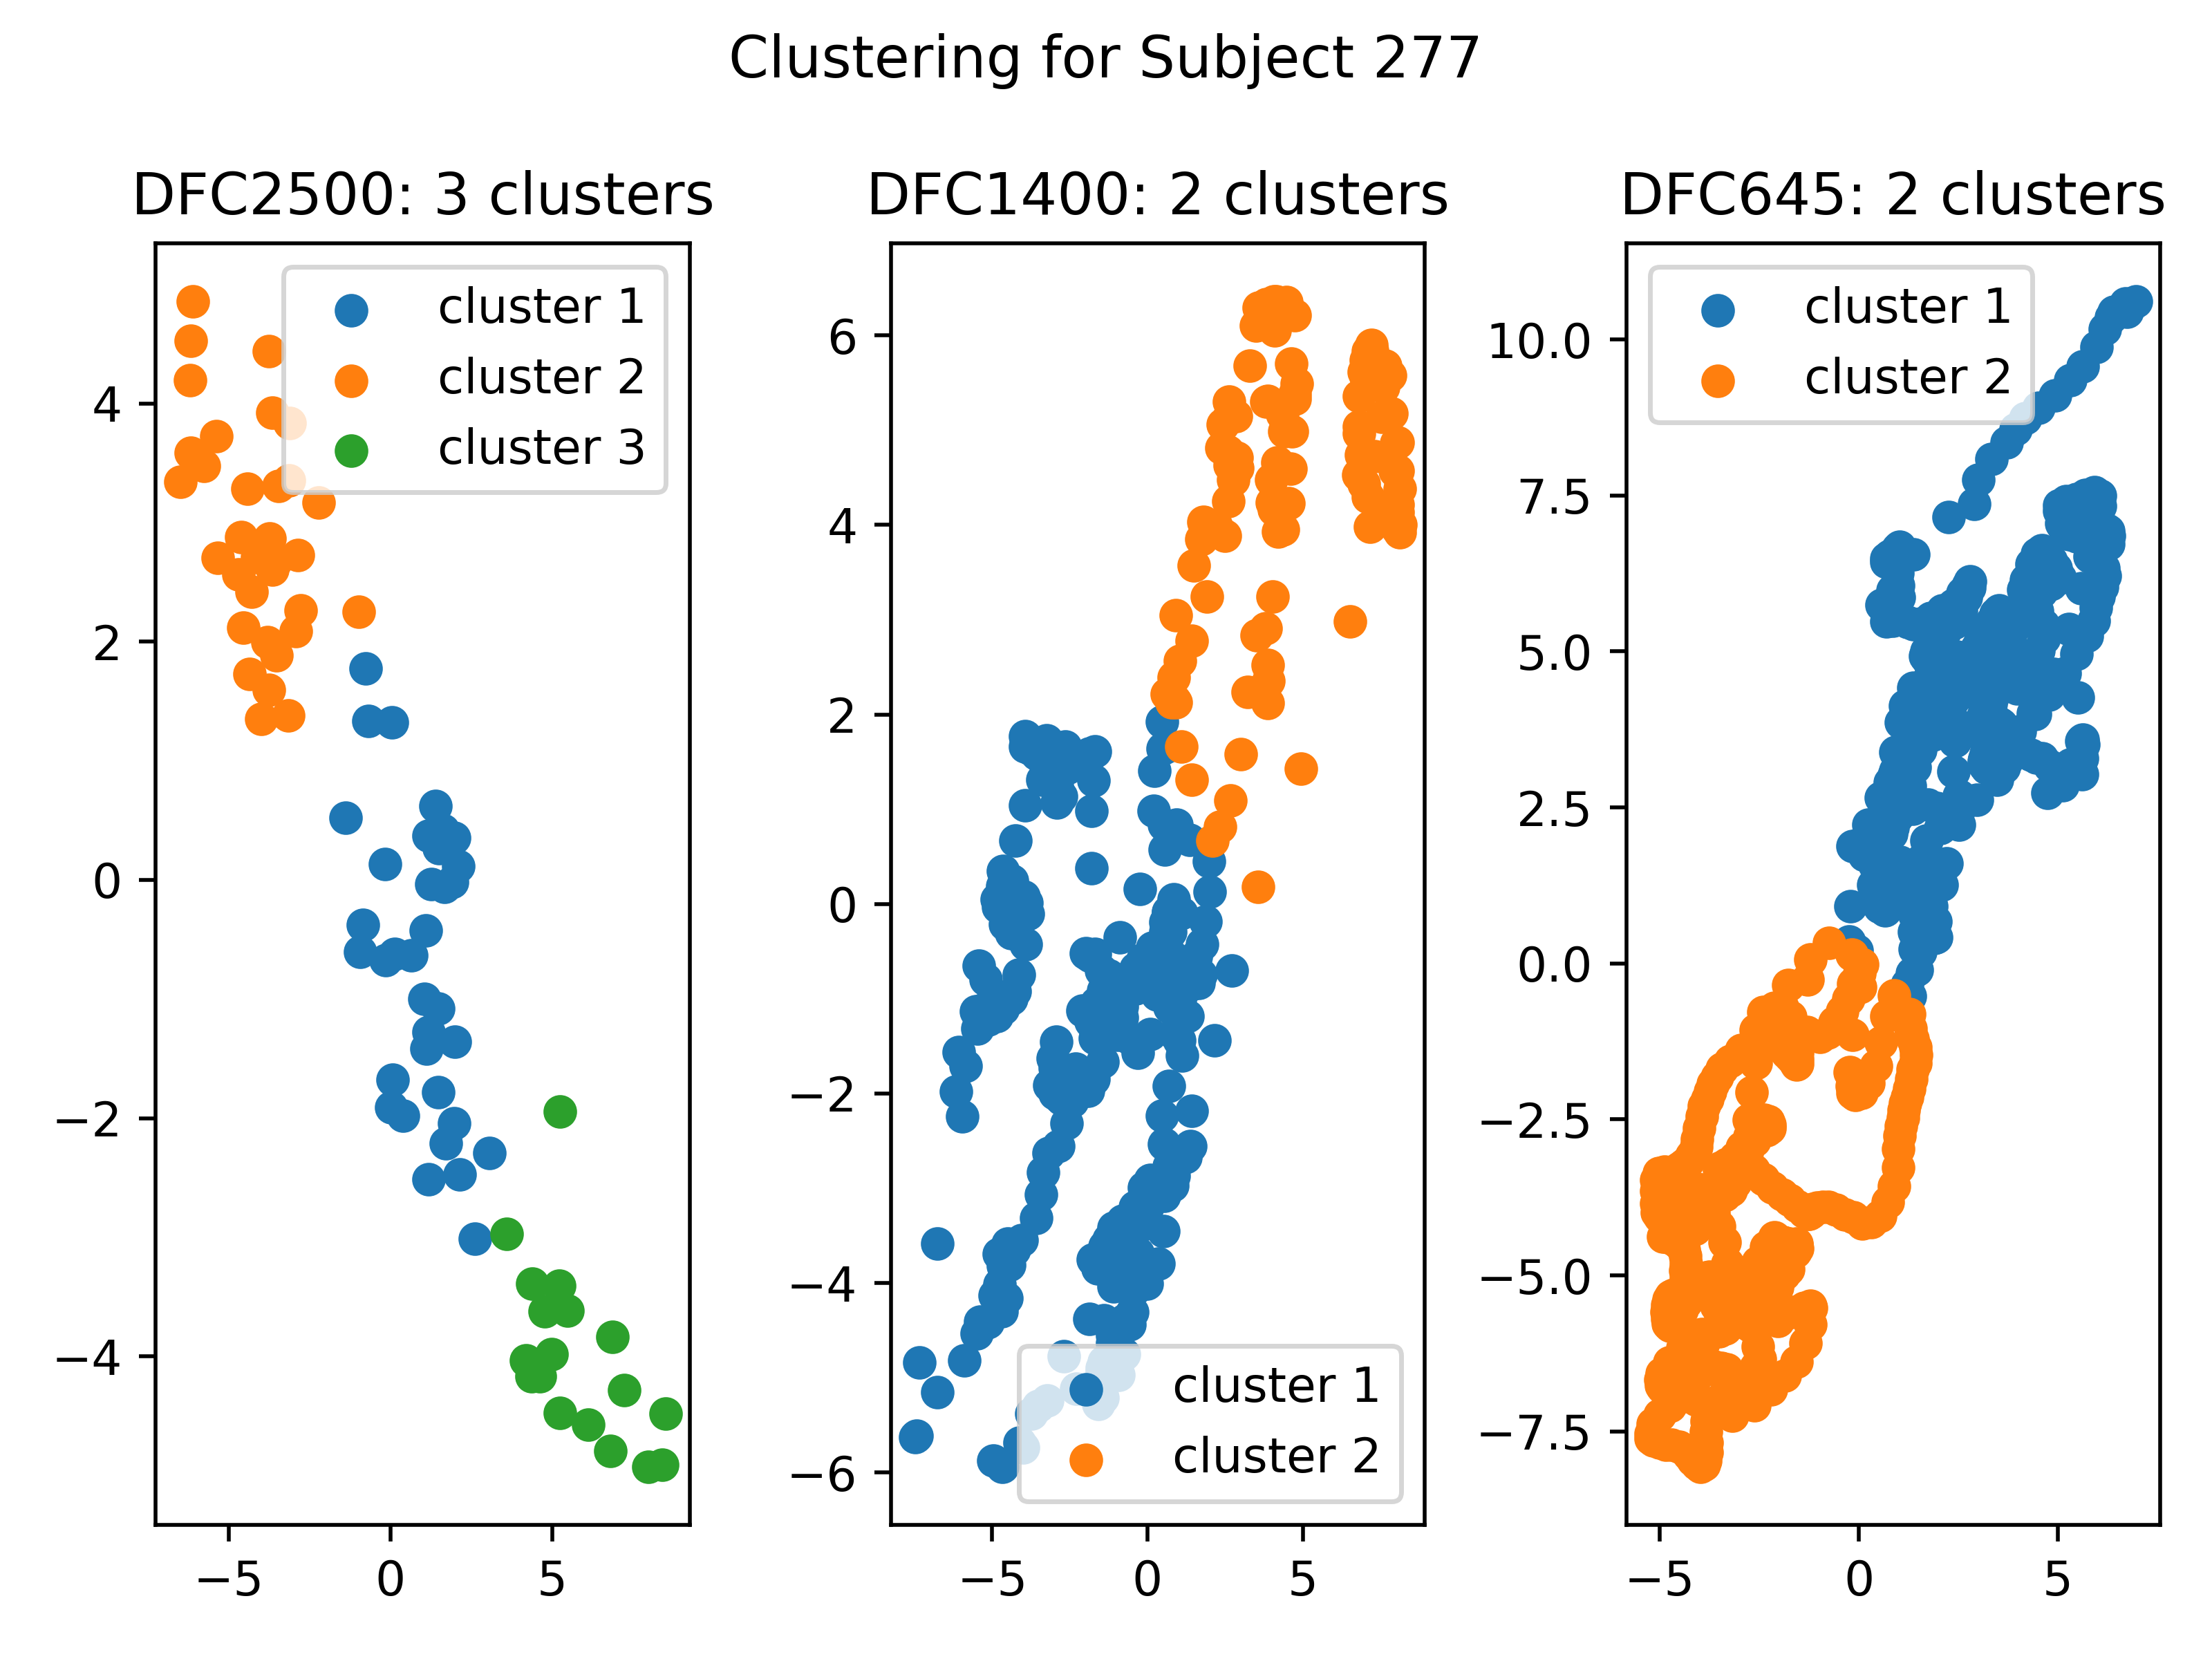 Clustering for Subject 277
DFC2500: 3 clusters
cluster 1
cluster 2
cluster 3
4
2
0
−2
−4
−5 0 5
DFC1400: 2 clusters
6
4
2
0
−2
−4
−6
cluster 1
cluster 2
−5 0 5
DFC645: 2 clusters
cluster 1
cluster 2
10.0
7.5
5.0
2.5
0.0
−2.5
−5.0
−7.5
−5 0 5